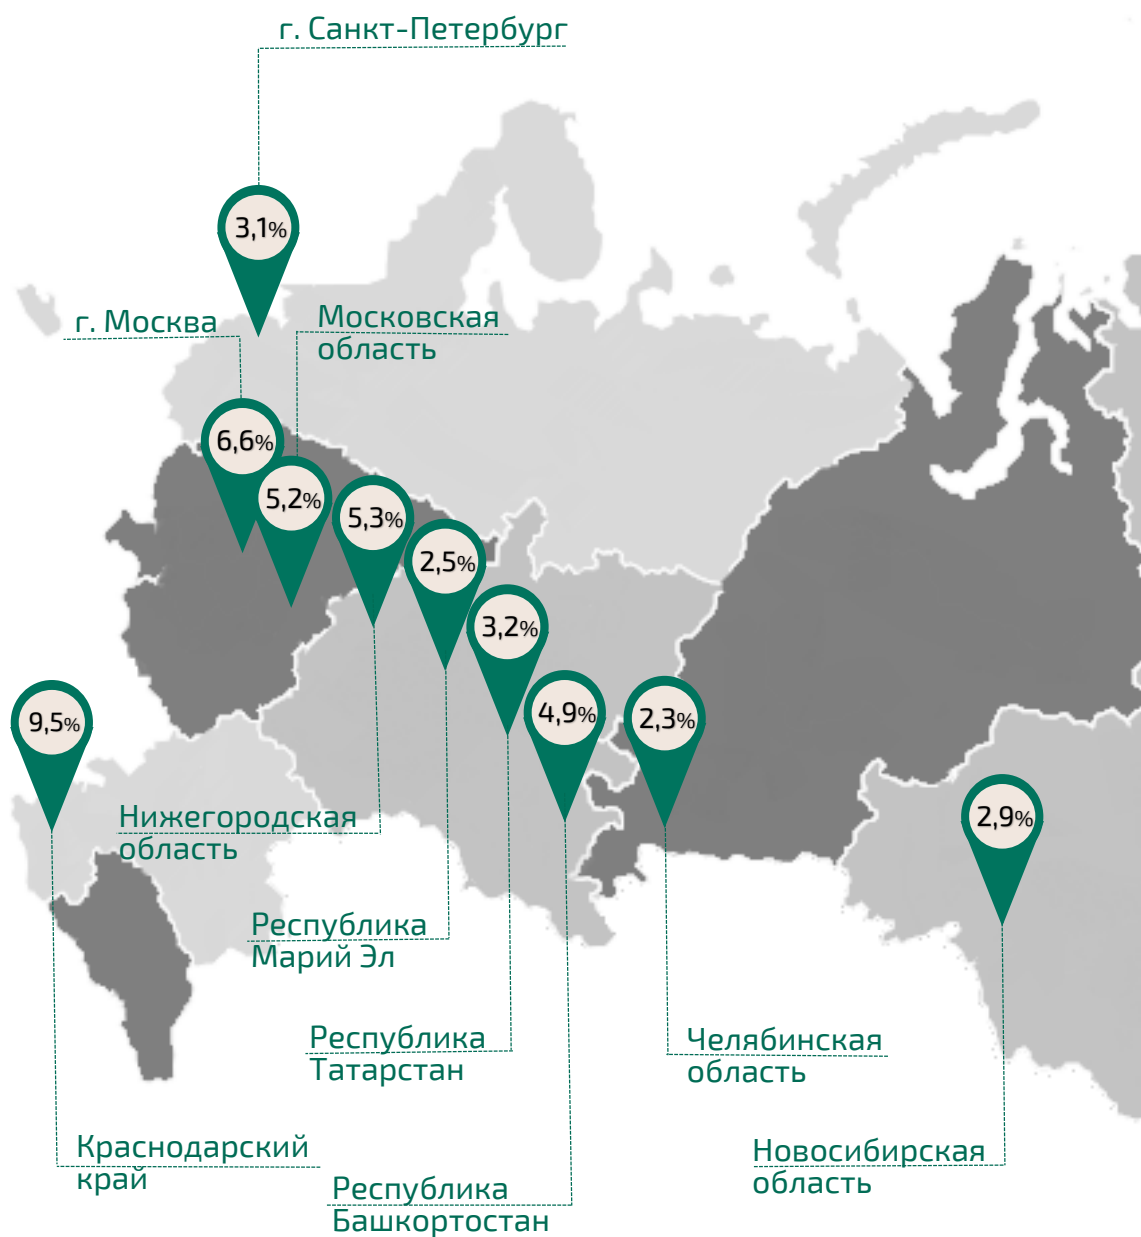 г. Санкт-Петербург
3,1%
г. Москва
Московская
область
6,6%
5,2%
5,3%
2,5%
3,2%
4,9%
2,3%
9,5%
2,9%
Нижегородская
область
Республика
Марий Эл
Республика
Татарстан
Челябинская
область
Краснодарский
край
Новосибирская
область
Республика
Башкортостан